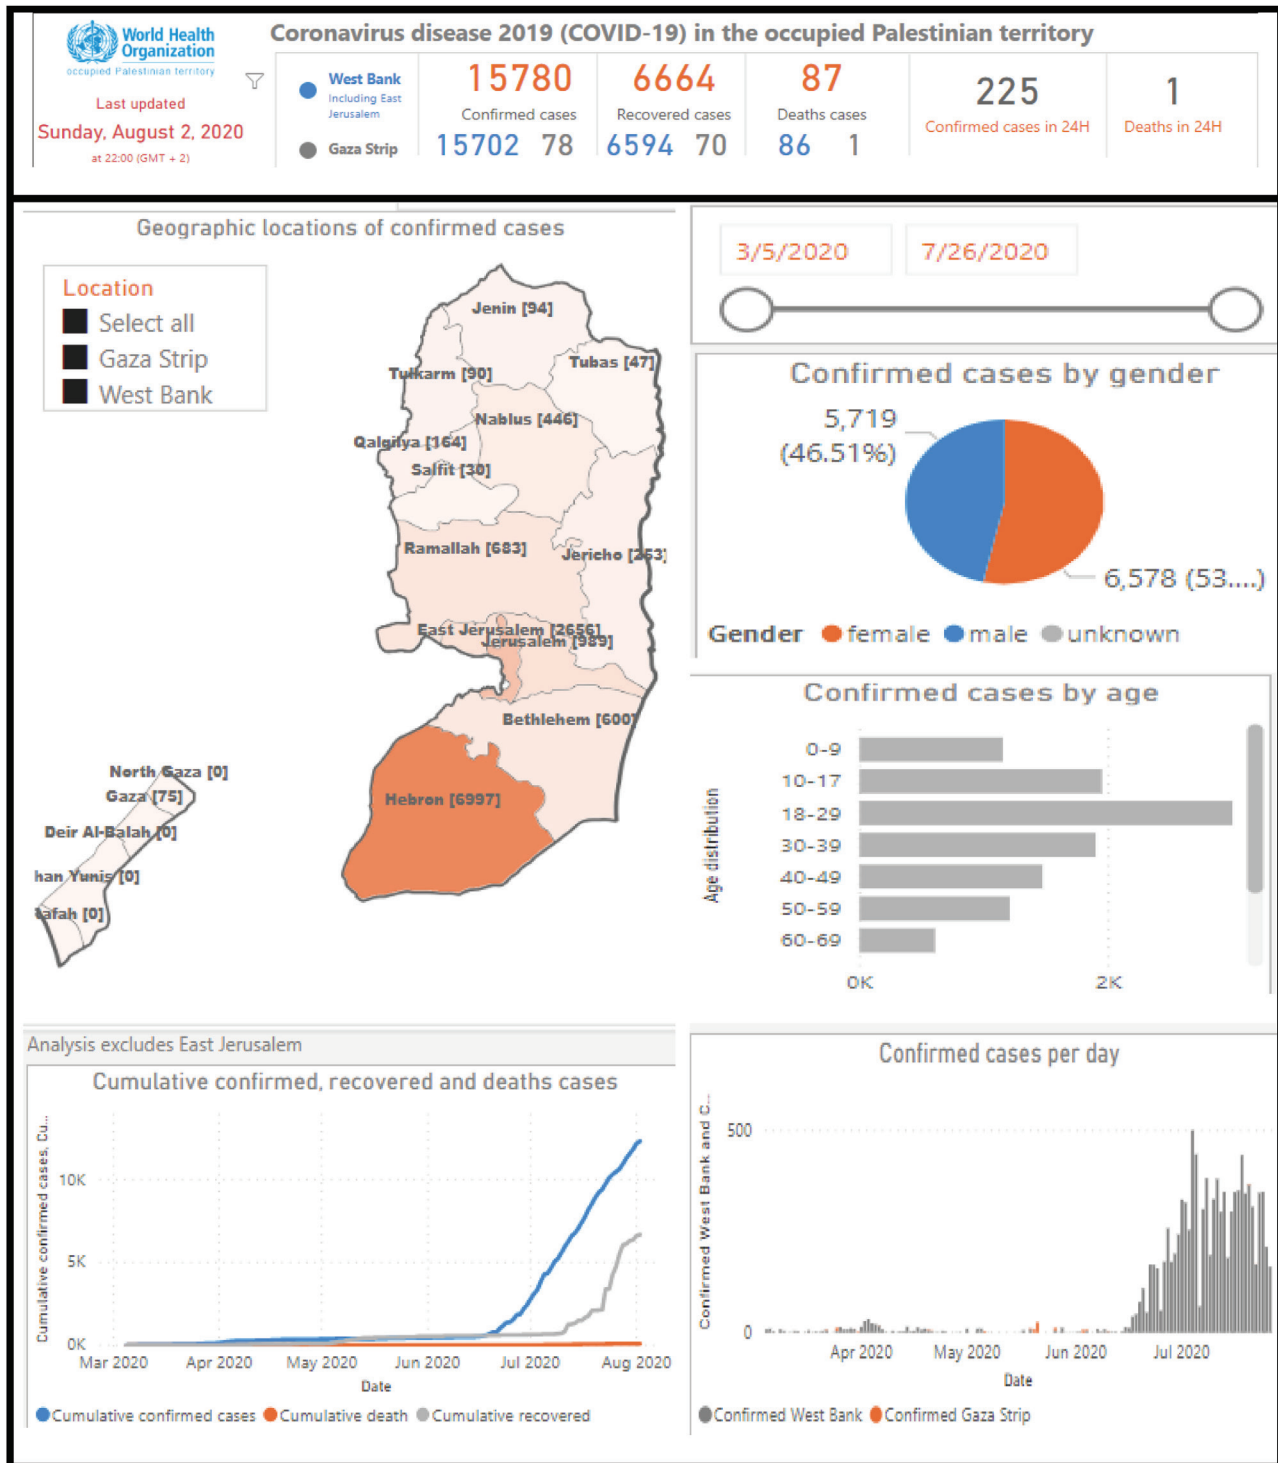 World Health
Organization
occupied Palestinian territory
Last updated
Sunday, August 2, 2020
at 22:00 (GMT + 2)
Coronavirus disease 2019 (COVID-19) in the occupied Palestinian territory
West Bank
Including East
Jerusalem
Gaza Strip
15780
Confirmed cases
15702 78
6664
Recovered cases
6594 70
87
Deaths cases
86 1
225
Confirmed cases in 24H
1
Deaths in 24H
Geographic locations of confirmed cases
Location
Select all
Gaza Strip
West Bank
Jenin [94]
Tubas [47]
Tulkarm [90]
Nablus [446]
Qalqilya [164]
Salfit [30]
Ramallah [683]
Jericho [253]
East Jerusalem [2656]
Jerusalem [989]
Bethlehem [600]
Hebron [6997]
North Gaza [0]
Gaza [75]
Deir Al-Balah [0]
han Yunis [0]
afah [0]
3/5/2020
7/26/2020
Confirmed cases by gender
5,719
(46.51%)
6,578 (53....)
Gender female male unknown
Confirmed cases by age
Age distribution
0-9
10-17
18-29
30-39
40-49
50-59
60-69
0K 2K
Analysis excludes East Jerusalem
Cumulative confirmed, recovered and deaths cases
Cumulative confirmed cases, Cu...
10K
5K
0K
Mar 2020 Apr 2020 May 2020 Jun 2020 Jul 2020 Aug 2020
Date
Cumulative confirmed cases Cumulative death Cumulative recovered
Confirmed cases per day
Confirmed West Bank and C...
500
0
Apr 2020 May 2020 Jun 2020 Jul 2020
Date
Confirmed West Bank Confirmed Gaza Strip